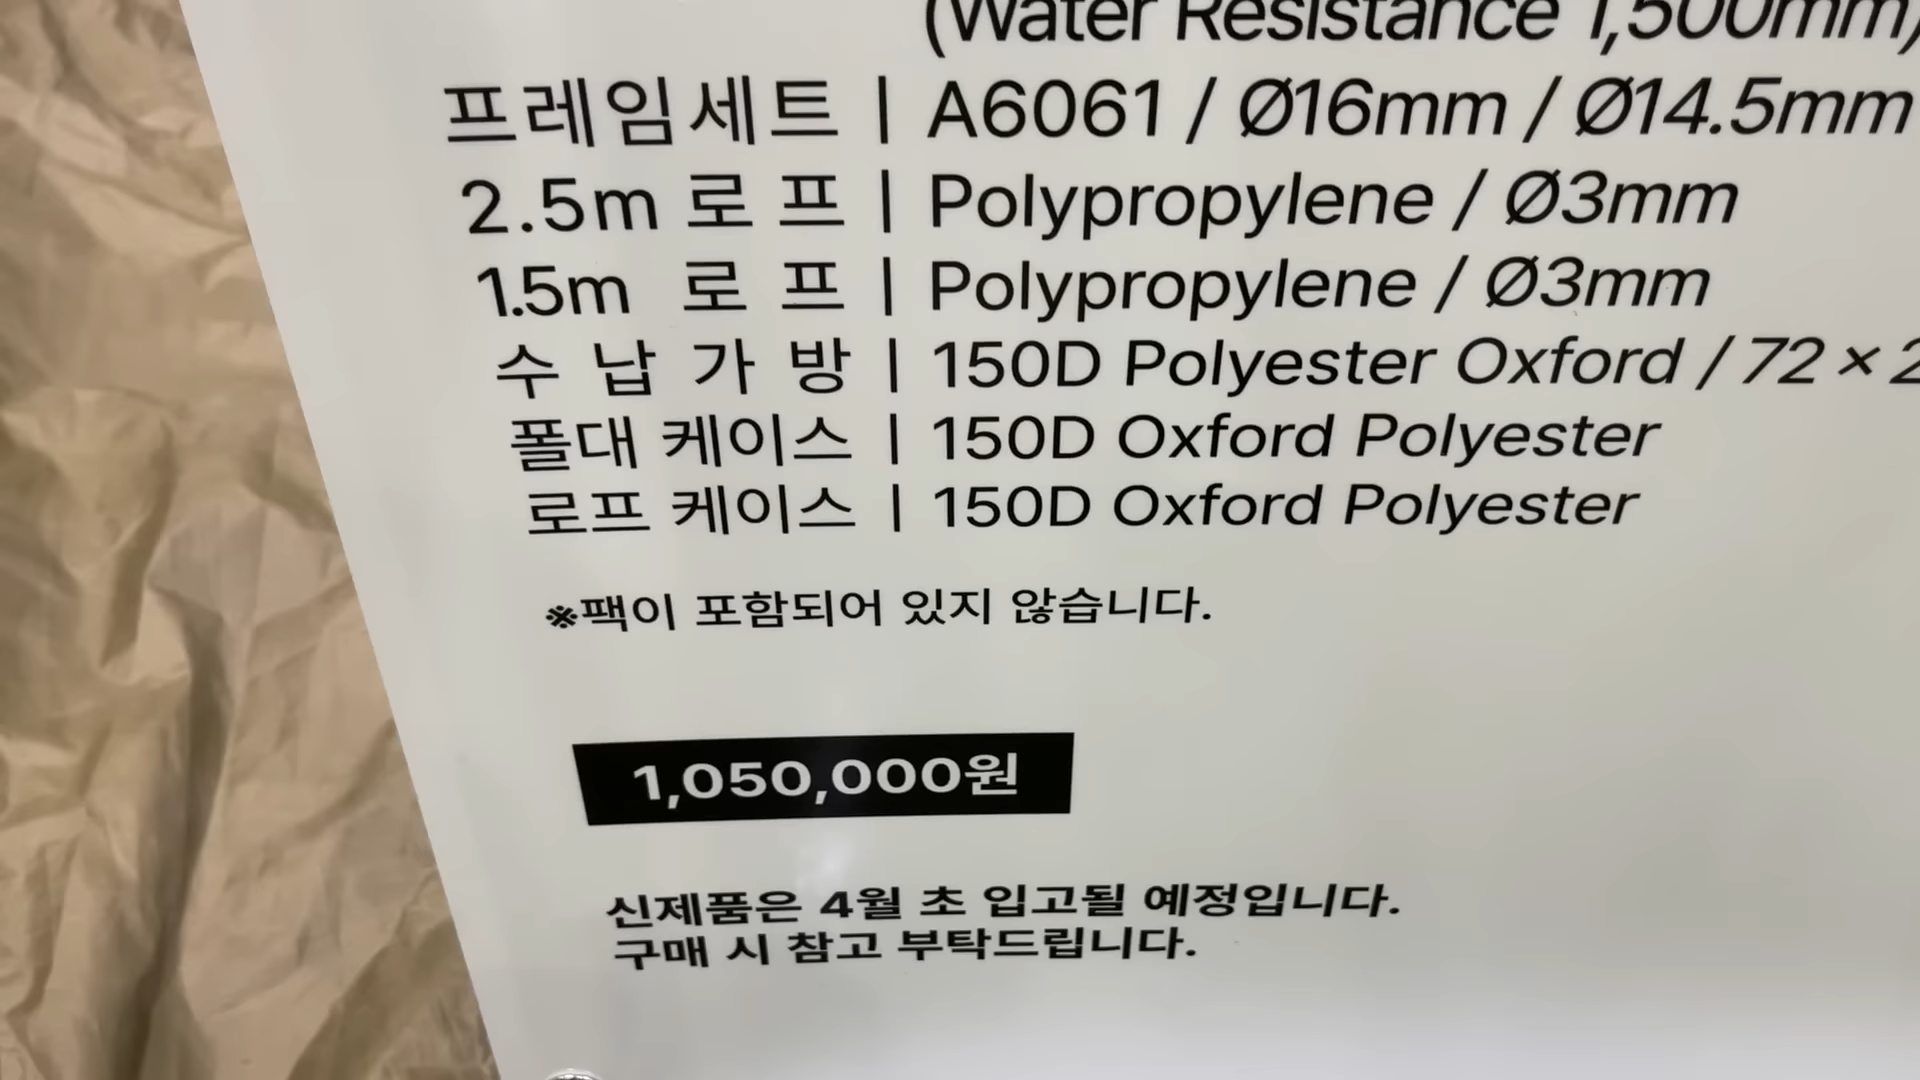 (Water Resistance 1,500mm)
프레임세트 | A6061 / Ø16mm / Ø14.5mm
2.5m 로프 | Polypropylene / Ø3mm
1.5m 로프 | Polypropylene / Ø3mm
수납가방 | 150D Polyester Oxford / 72 × 2
폴대 케이스 | 150D Oxford Polyester
로프 케이스 | 150D Oxford Polyester
※팩이 포함되어 있지 않습니다.
1,050,000원
신제품은 4월 초 입고될 예정입니다.
구매 시 참고 부탁드립니다.